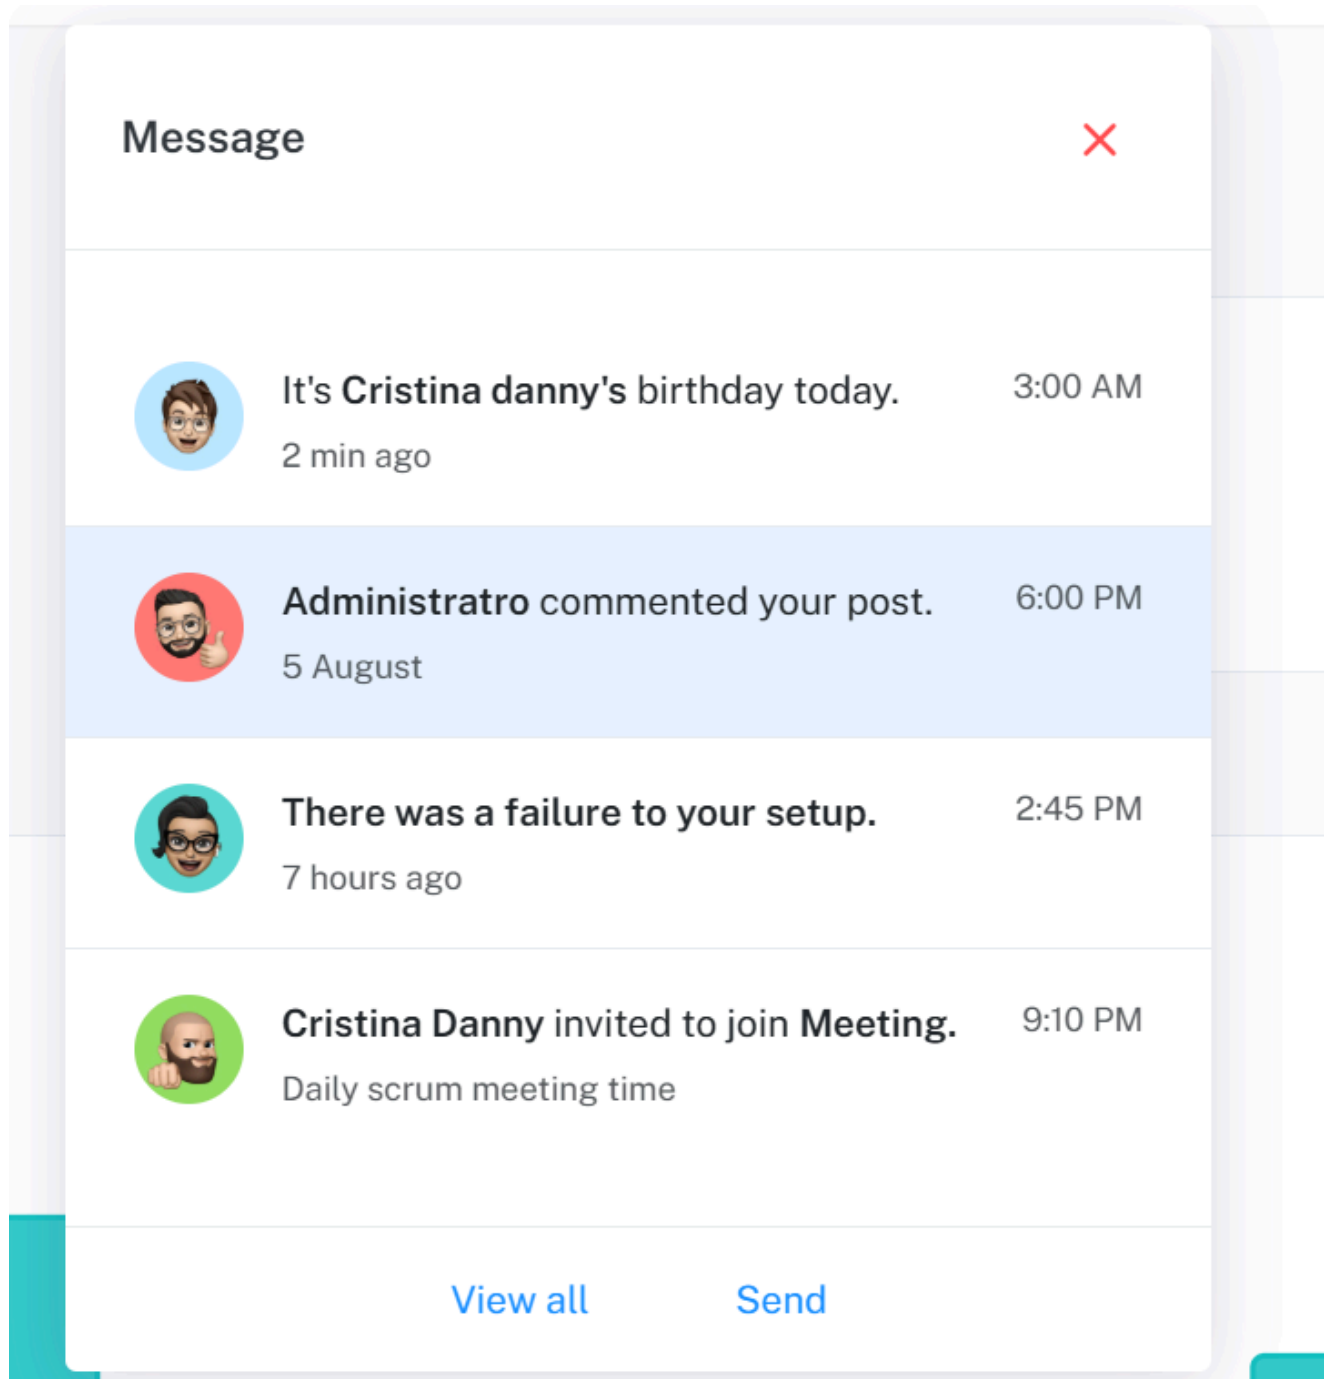 Message
It's Cristina danny's birthday today.
3:00 AM
2 min ago
Administratro commented your post.
6:00 PM
5 August
There was a failure to your setup.
2:45 PM
7 hours ago
Cristina Danny invited to join Meeting.
9:10 PM
Daily scrum meeting time
View all
Send